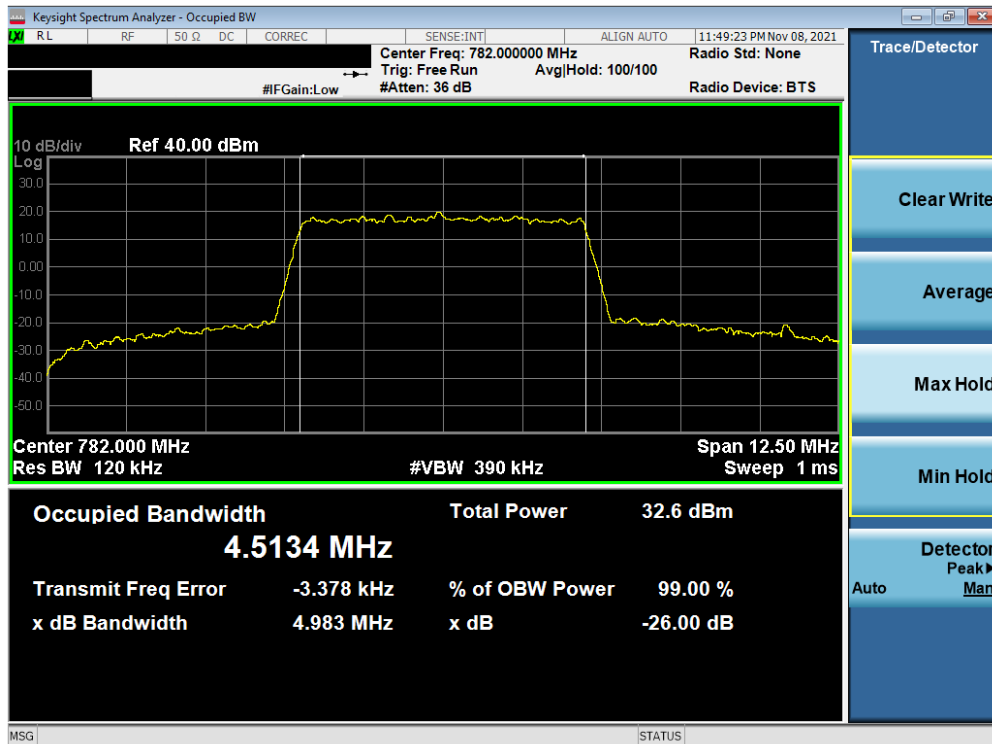 Keysight Spectrum Analyzer - Occupied BW
LXI RL RF 50 Ω DC CORREC SENSE:INT ALIGN AUTO 11:49:23 PM Nov 08, 2021
Center Freq: 782.000000 MHz Radio Std: None
Trig: Free Run Avg|Hold: 100/100
#IFGain:Low #Atten: 36 dB Radio Device: BTS
Trace/Detector
10 dB/div Ref 40.00 dBm
Log
30.0
20.0
10.0
0.00
-10.0
-20.0
-30.0
-40.0
-50.0
Center 782.000 MHz Span 12.50 MHz
Res BW 120 kHz #VBW 390 kHz Sweep 1 ms
Occupied Bandwidth Total Power 32.6 dBm
4.5134 MHz
Transmit Freq Error -3.378 kHz % of OBW Power 99.00 %
x dB Bandwidth 4.983 MHz x dB -26.00 dB
Clear Write
Average
Max Hold
Min Hold
Detector
Peak▶
Auto Man
MSG STATUS